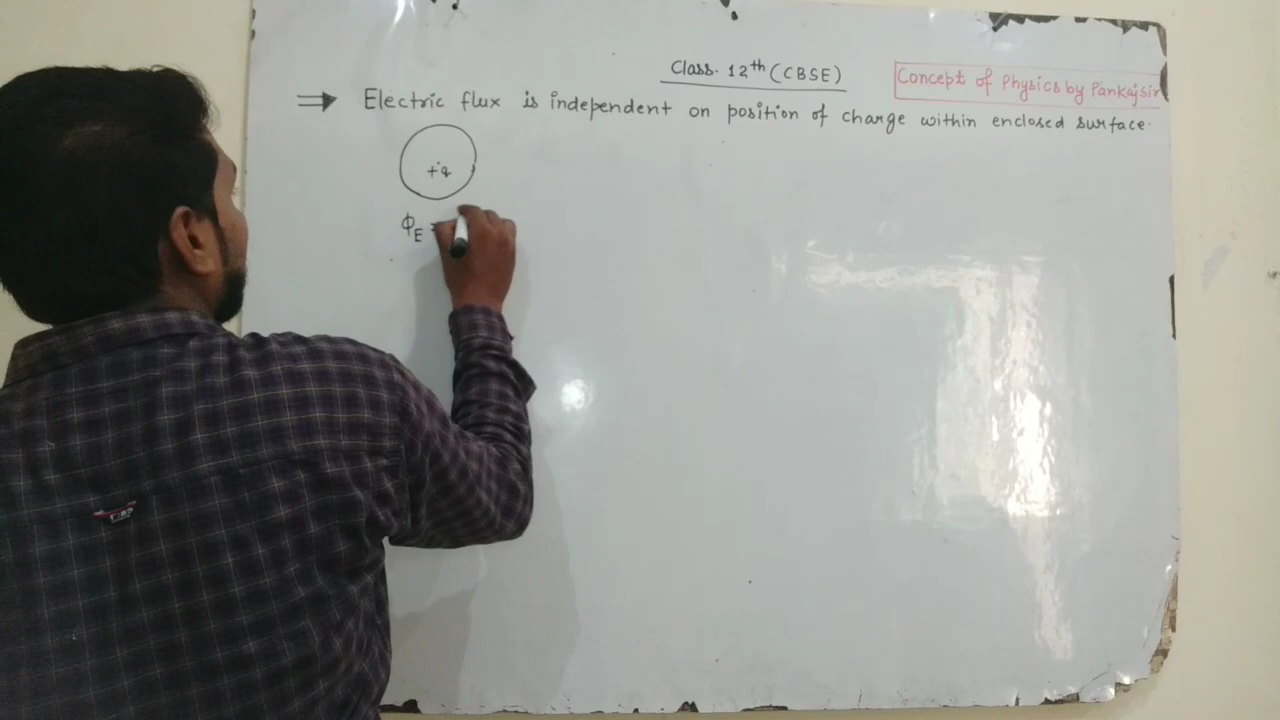 Class. 12th (CBSE)
Concept of Physics by Pankaj sir
⇒ Electric flux is independent on position of charge within enclosed surface.
+q
ϕE =